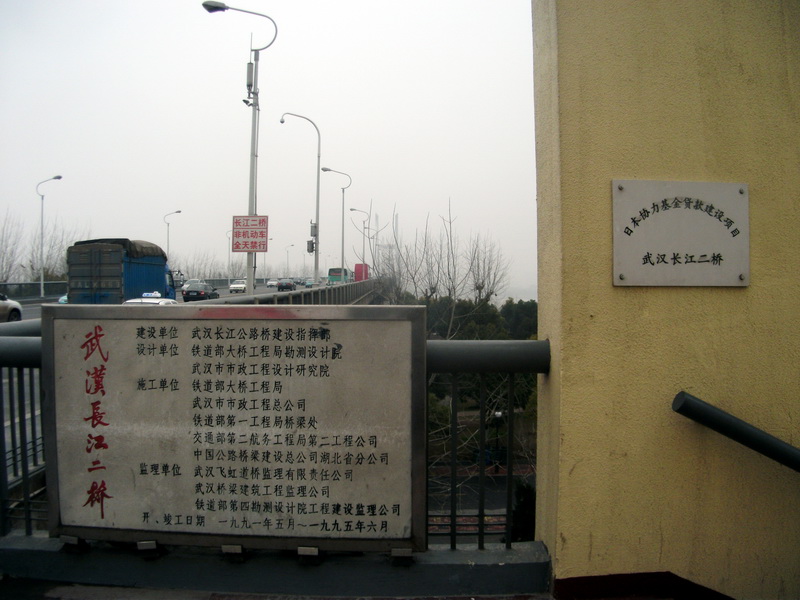 长江二桥
非机动车
全天禁行
日本协力基金贷款建设项目
武汉长江二桥
武漢長江二桥
建设单位 武汉长江公路桥建设指挥部
设计单位 铁道部大桥工程局勘测设计院
武汉市市政工程设计研究院
施工单位 铁道部大桥工程局
武汉市市政工程总公司
铁道部第一工程局桥梁处
交通部第二航务工程局第二工程公司
中国公路桥梁建设总公司湖北省分公司
监理单位 武汉飞虹道桥监理有限责任公司
武汉桥梁建筑工程监理公司
铁道部第四勘测设计院工程建设监理公司
开、竣工日期 一九九一年五月～一九九五年六月